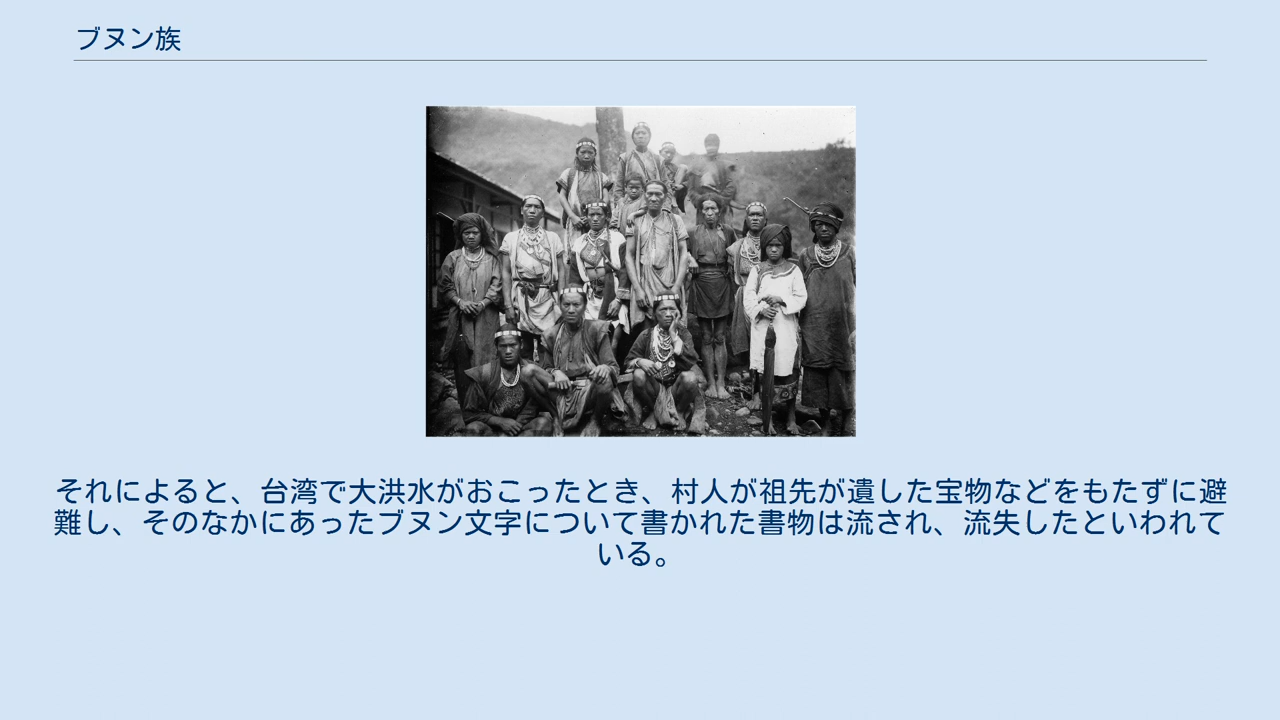 ブヌン族
それによると、台湾で大洪水がおこったとき、村人が祖先が遺した宝物などをもたずに避
難し、そのなかにあったブヌン文字について書かれた書物は流され、流失したといわれて
いる。